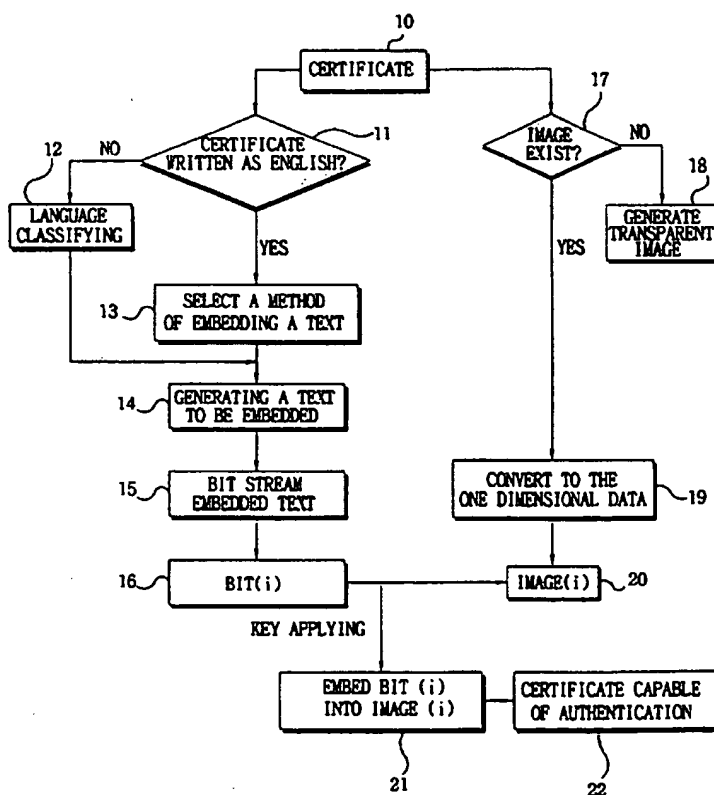 10
CERTIFICATE
17
11
12
NO
CERTIFICATE
WRITTEN AS ENGLISH?
IMAGE
EXIST?
NO
18
LANGUAGE
CLASSIFYING
GENERATE
TRANSPARENT
IMAGE
YES
YES
13
SELECT A METHOD
OF EMBEDDING A TEXT
14
GENERATING A TEXT
TO BE EMBEDDED
15
BIT STREAM
EMBEDDED TEXT
CONVERT TO THE
ONE DIMENSIONAL DATA
19
16
BIT(i)
IMAGE(i)
20
KEY APPLYING
EMBED BIT (i)
INTO IMAGE (i)
CERTIFICATE CAPABLE
OF AUTHENTICATION
21
22